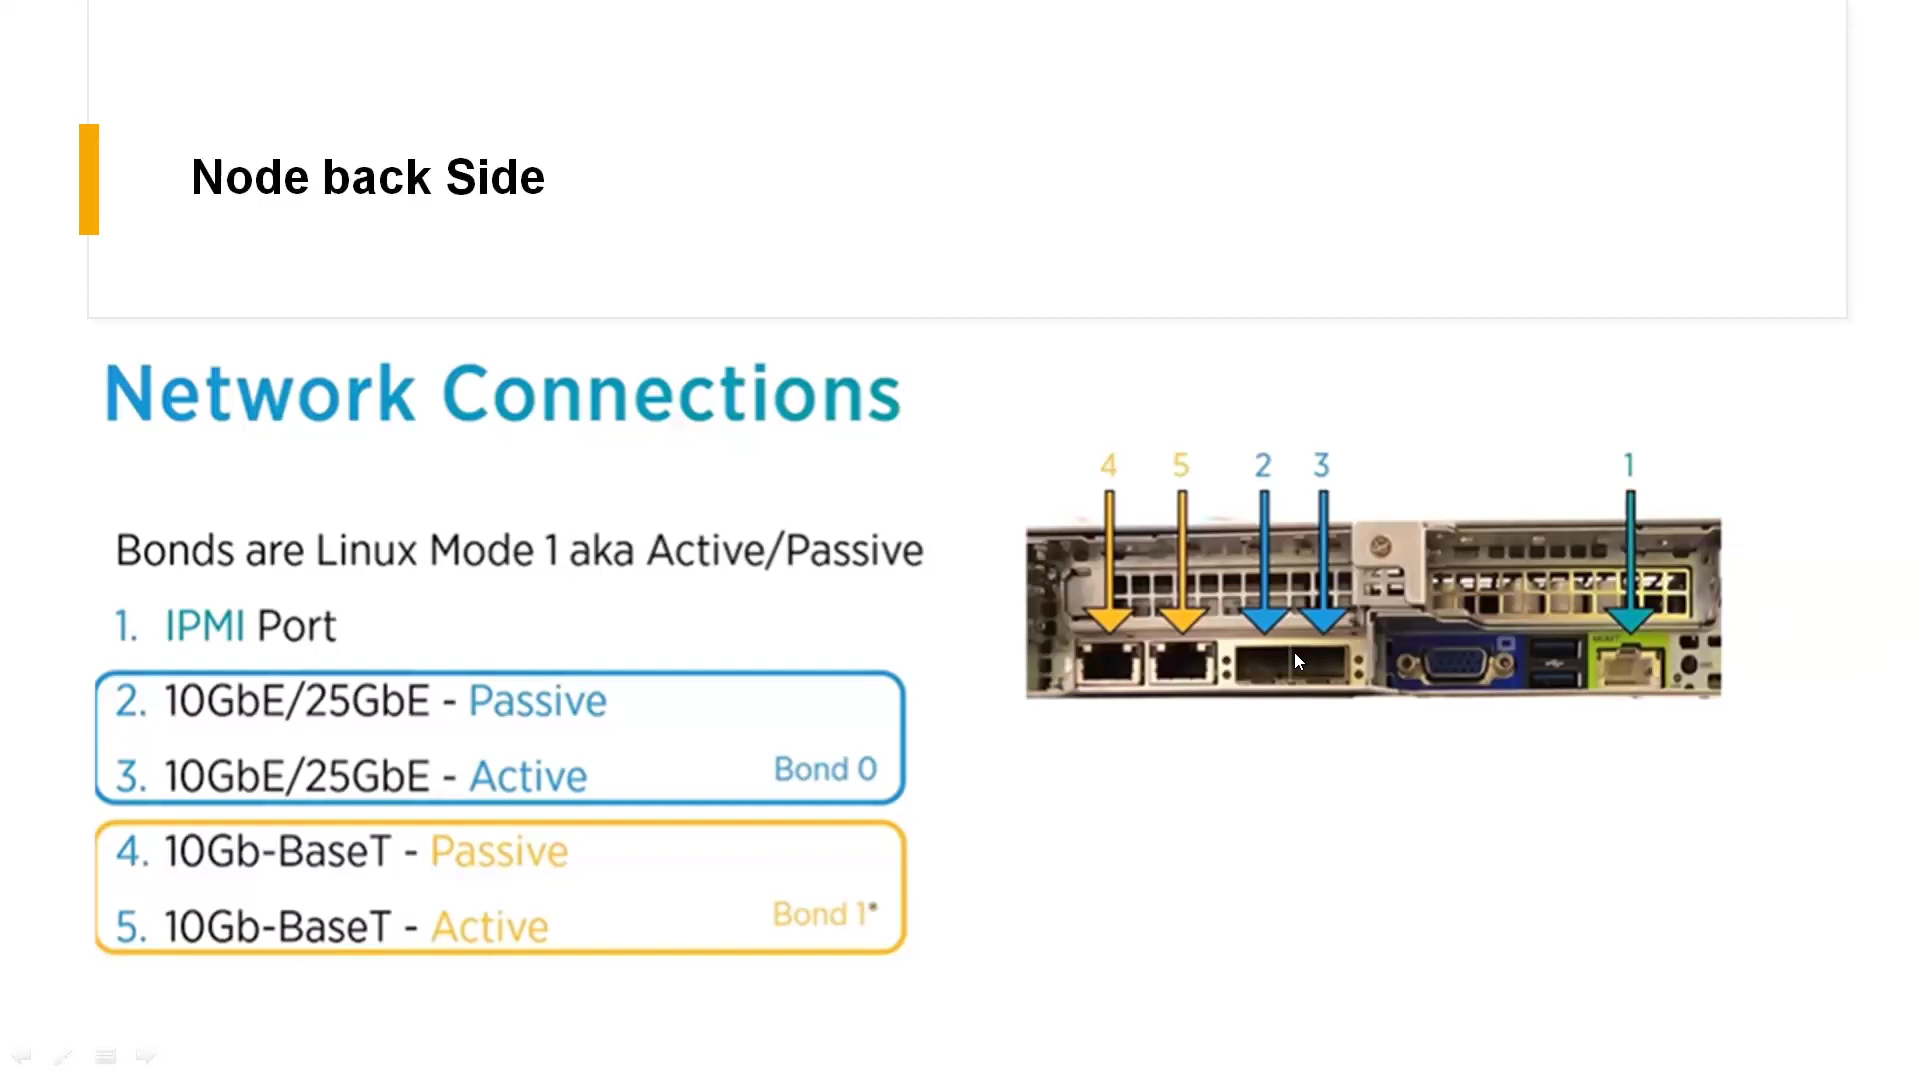 Node back Side
Network Connections
Bonds are Linux Mode 1 aka Active/Passive
1. IPMI Port
2. 10GbE/25GbE - Passive
3. 10GbE/25GbE - Active
Bond 0
4. 10Gb-BaseT - Passive
5. 10Gb-BaseT - Active
Bond 1*
4 5 2 3 1